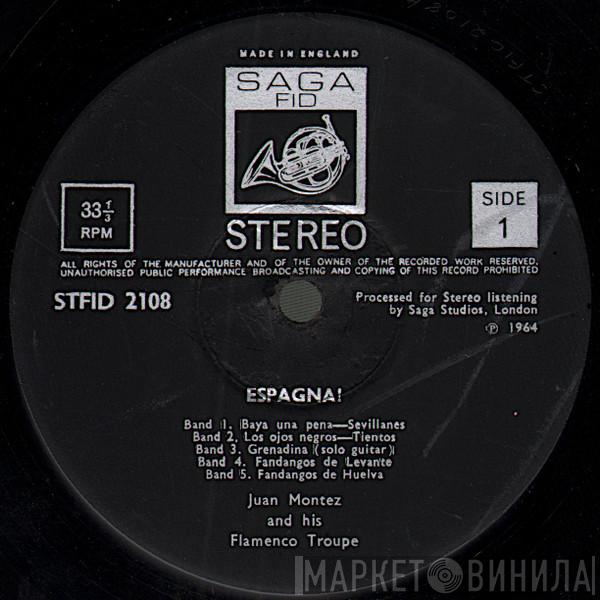 MADE IN ENGLAND
SAGA
FID
33 1/3
RPM
STEREO
SIDE
1
ALL RIGHTS OF THE MANUFACTURER AND OF THE OWNER OF THE RECORDED WORK RESERVED,
UNAUTHORISED PUBLIC PERFORMANCE BROADCASTING AND COPYING OF THIS RECORD PROHIBITED
STFID 2108
Processed for Stereo listening
by Saga Studios, London
℗ 1964
ESPAGNA!
Band 1. Baya una pena—Sevillanes
Band 2. Los ojos negros—Tientos
Band 3. Grenadina (solo guitar)
Band 4. Fandangos de Levante
Band 5. Fandangos de Huelva
Juan Montez
and his
Flamenco Troupe
МАРКЕТ ВИНИЛА